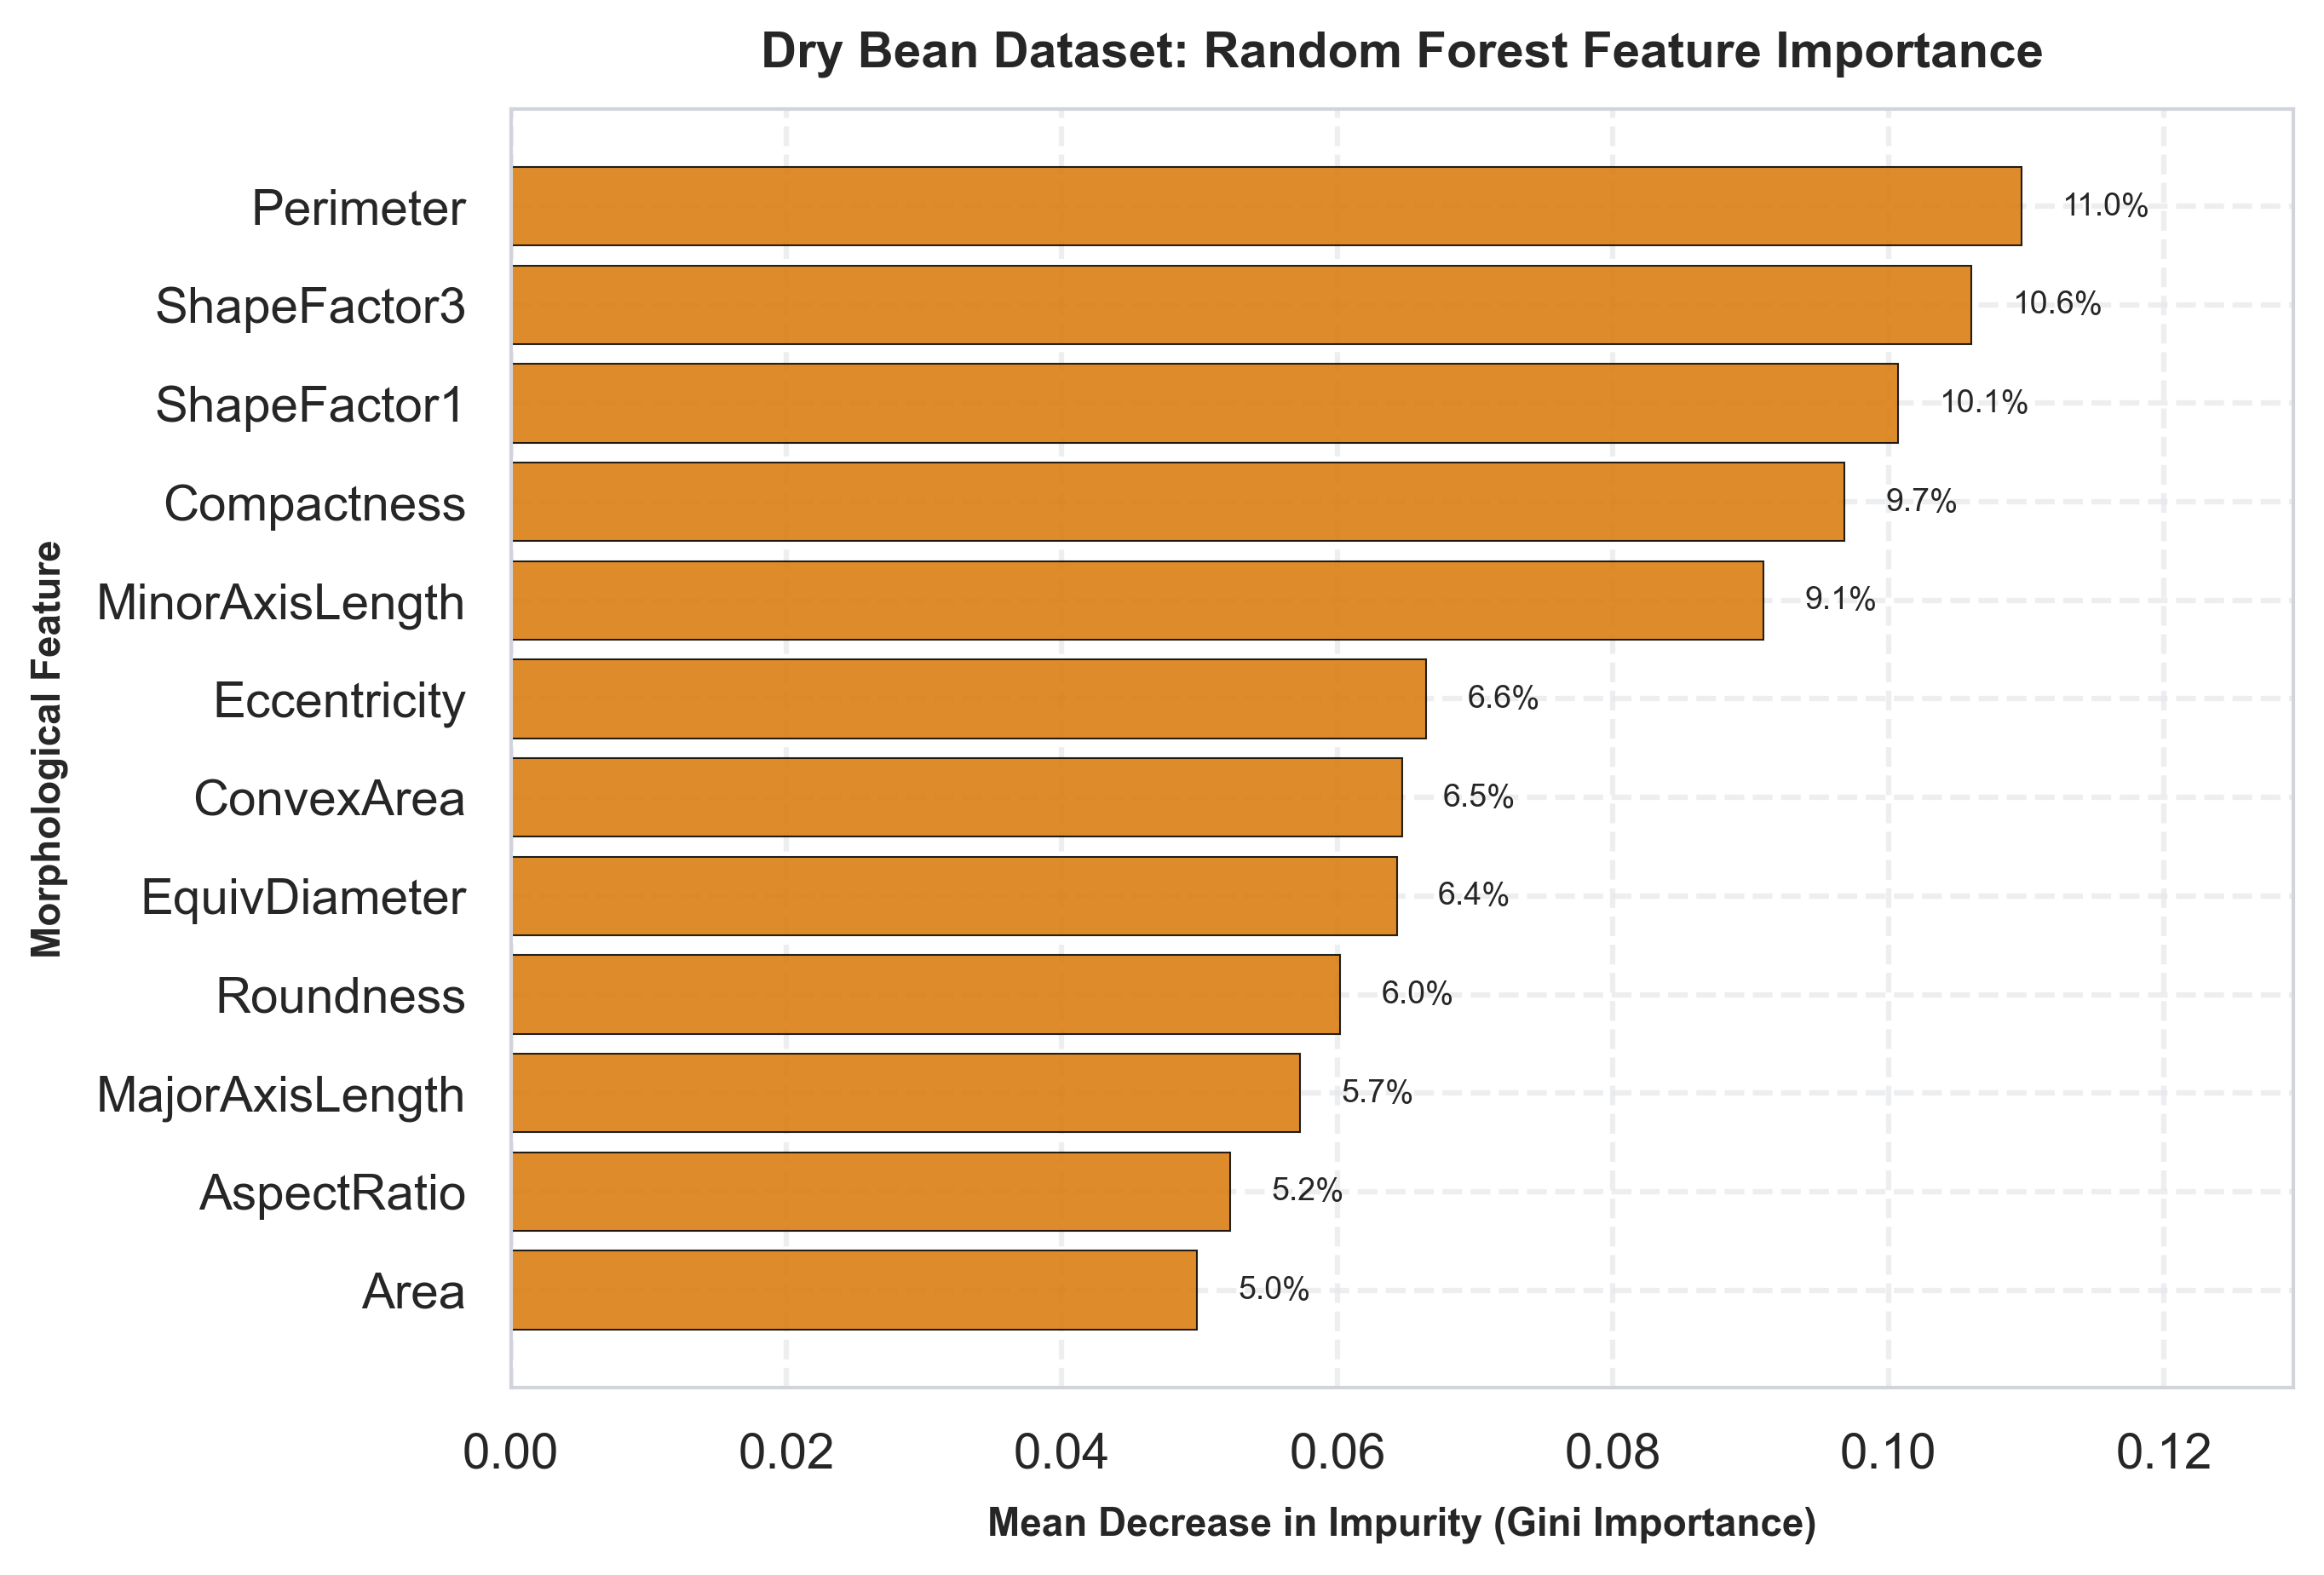 Dry Bean Dataset: Random Forest Feature Importance
Morphological Feature
Perimeter 11.0%
ShapeFactor3 10.6%
ShapeFactor1 10.1%
Compactness 9.7%
MinorAxisLength 9.1%
Eccentricity 6.6%
ConvexArea 6.5%
EquivDiameter 6.4%
Roundness 6.0%
MajorAxisLength 5.7%
AspectRatio 5.2%
Area 5.0%
0.00 0.02 0.04 0.06 0.08 0.10 0.12
Mean Decrease in Impurity (Gini Importance)